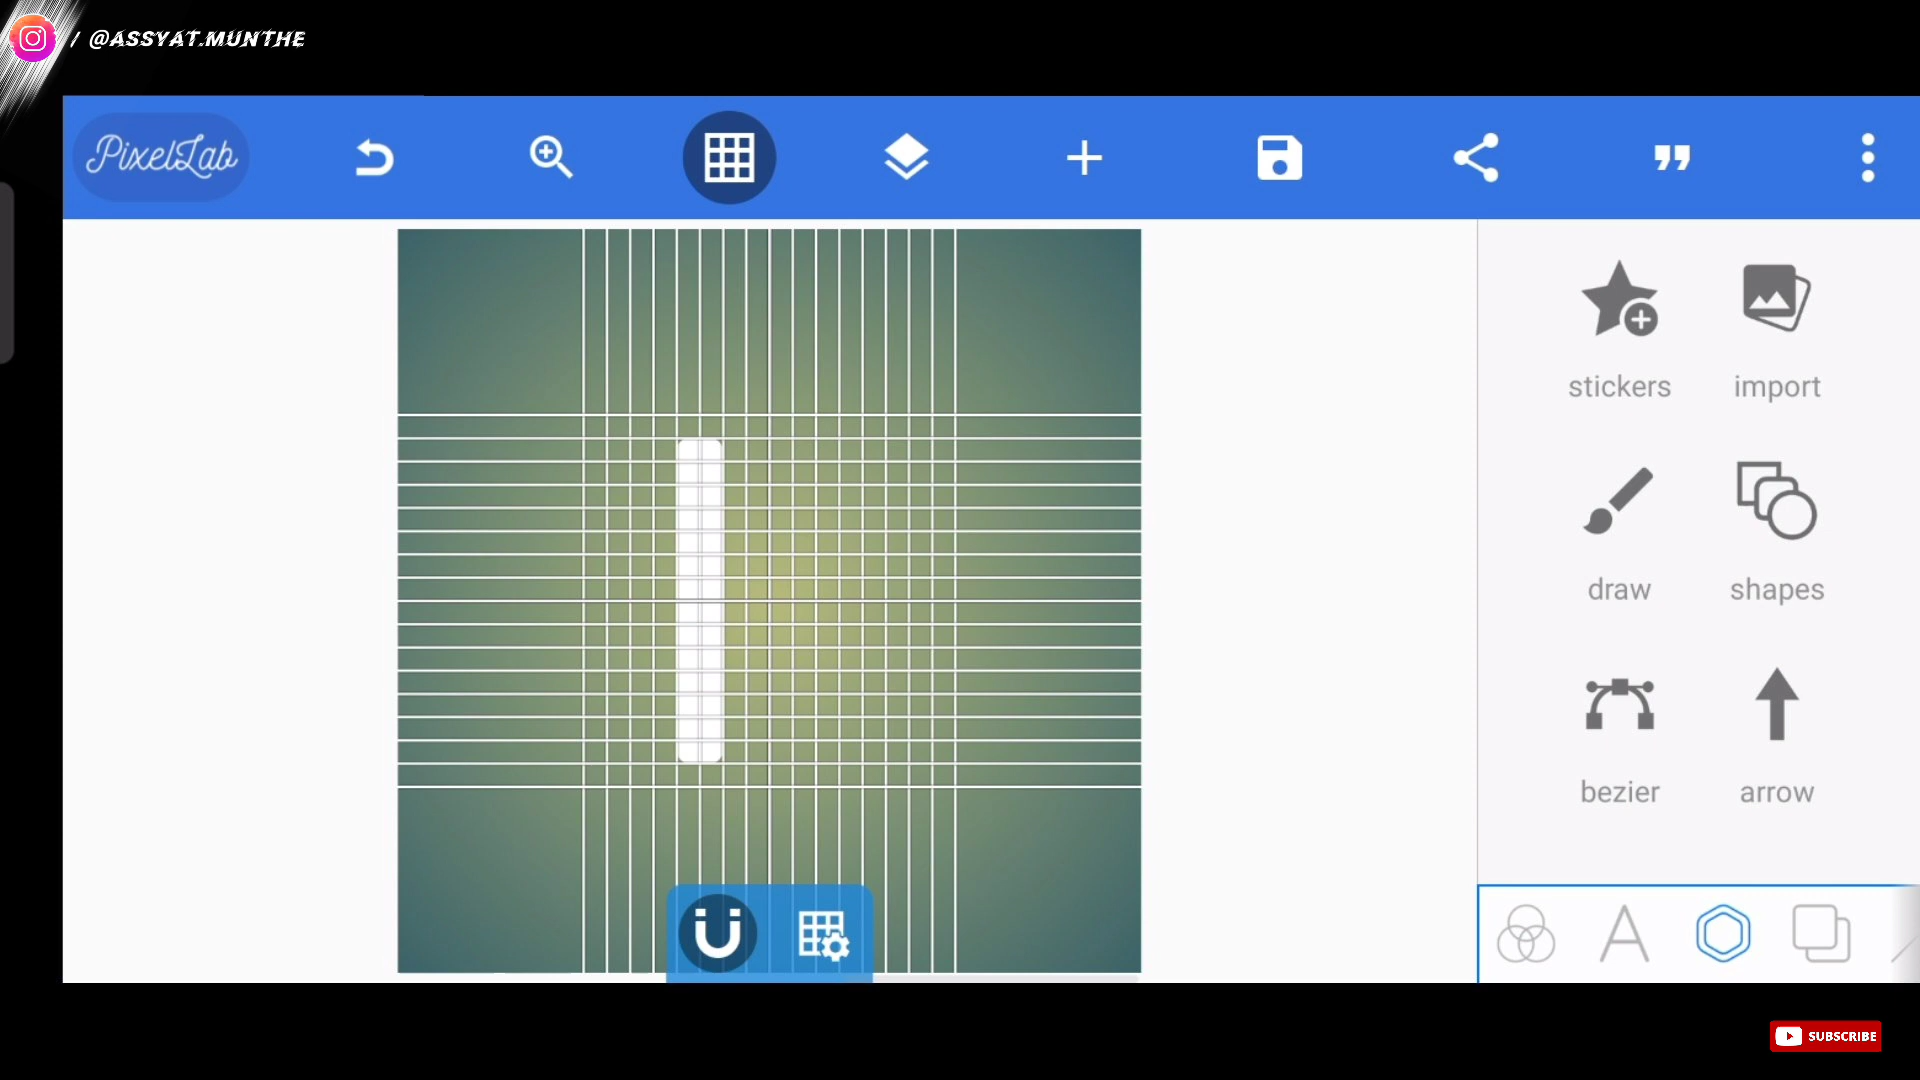 / @ASSYAT.MUNTHE
PixelLab
stickers
import
draw
shapes
bezier
arrow
SUBSCRIBE